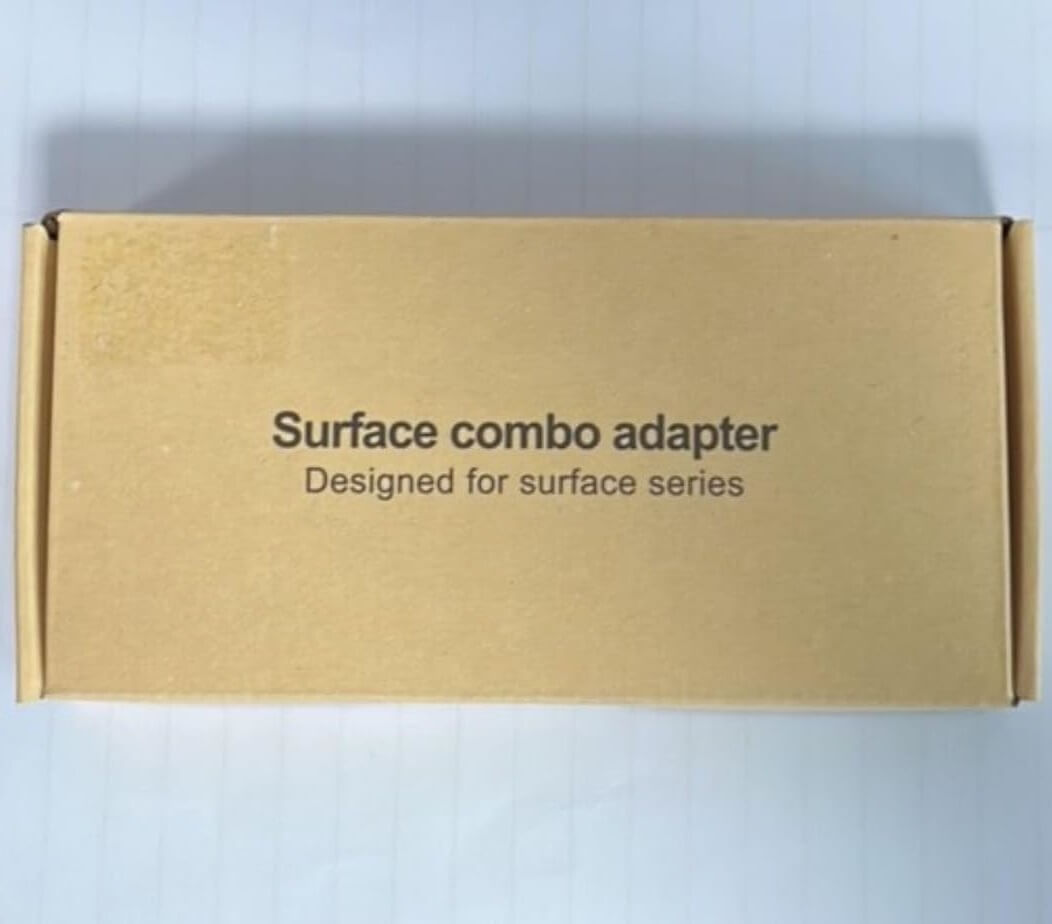 Surface combo adapter
Designed for surface series